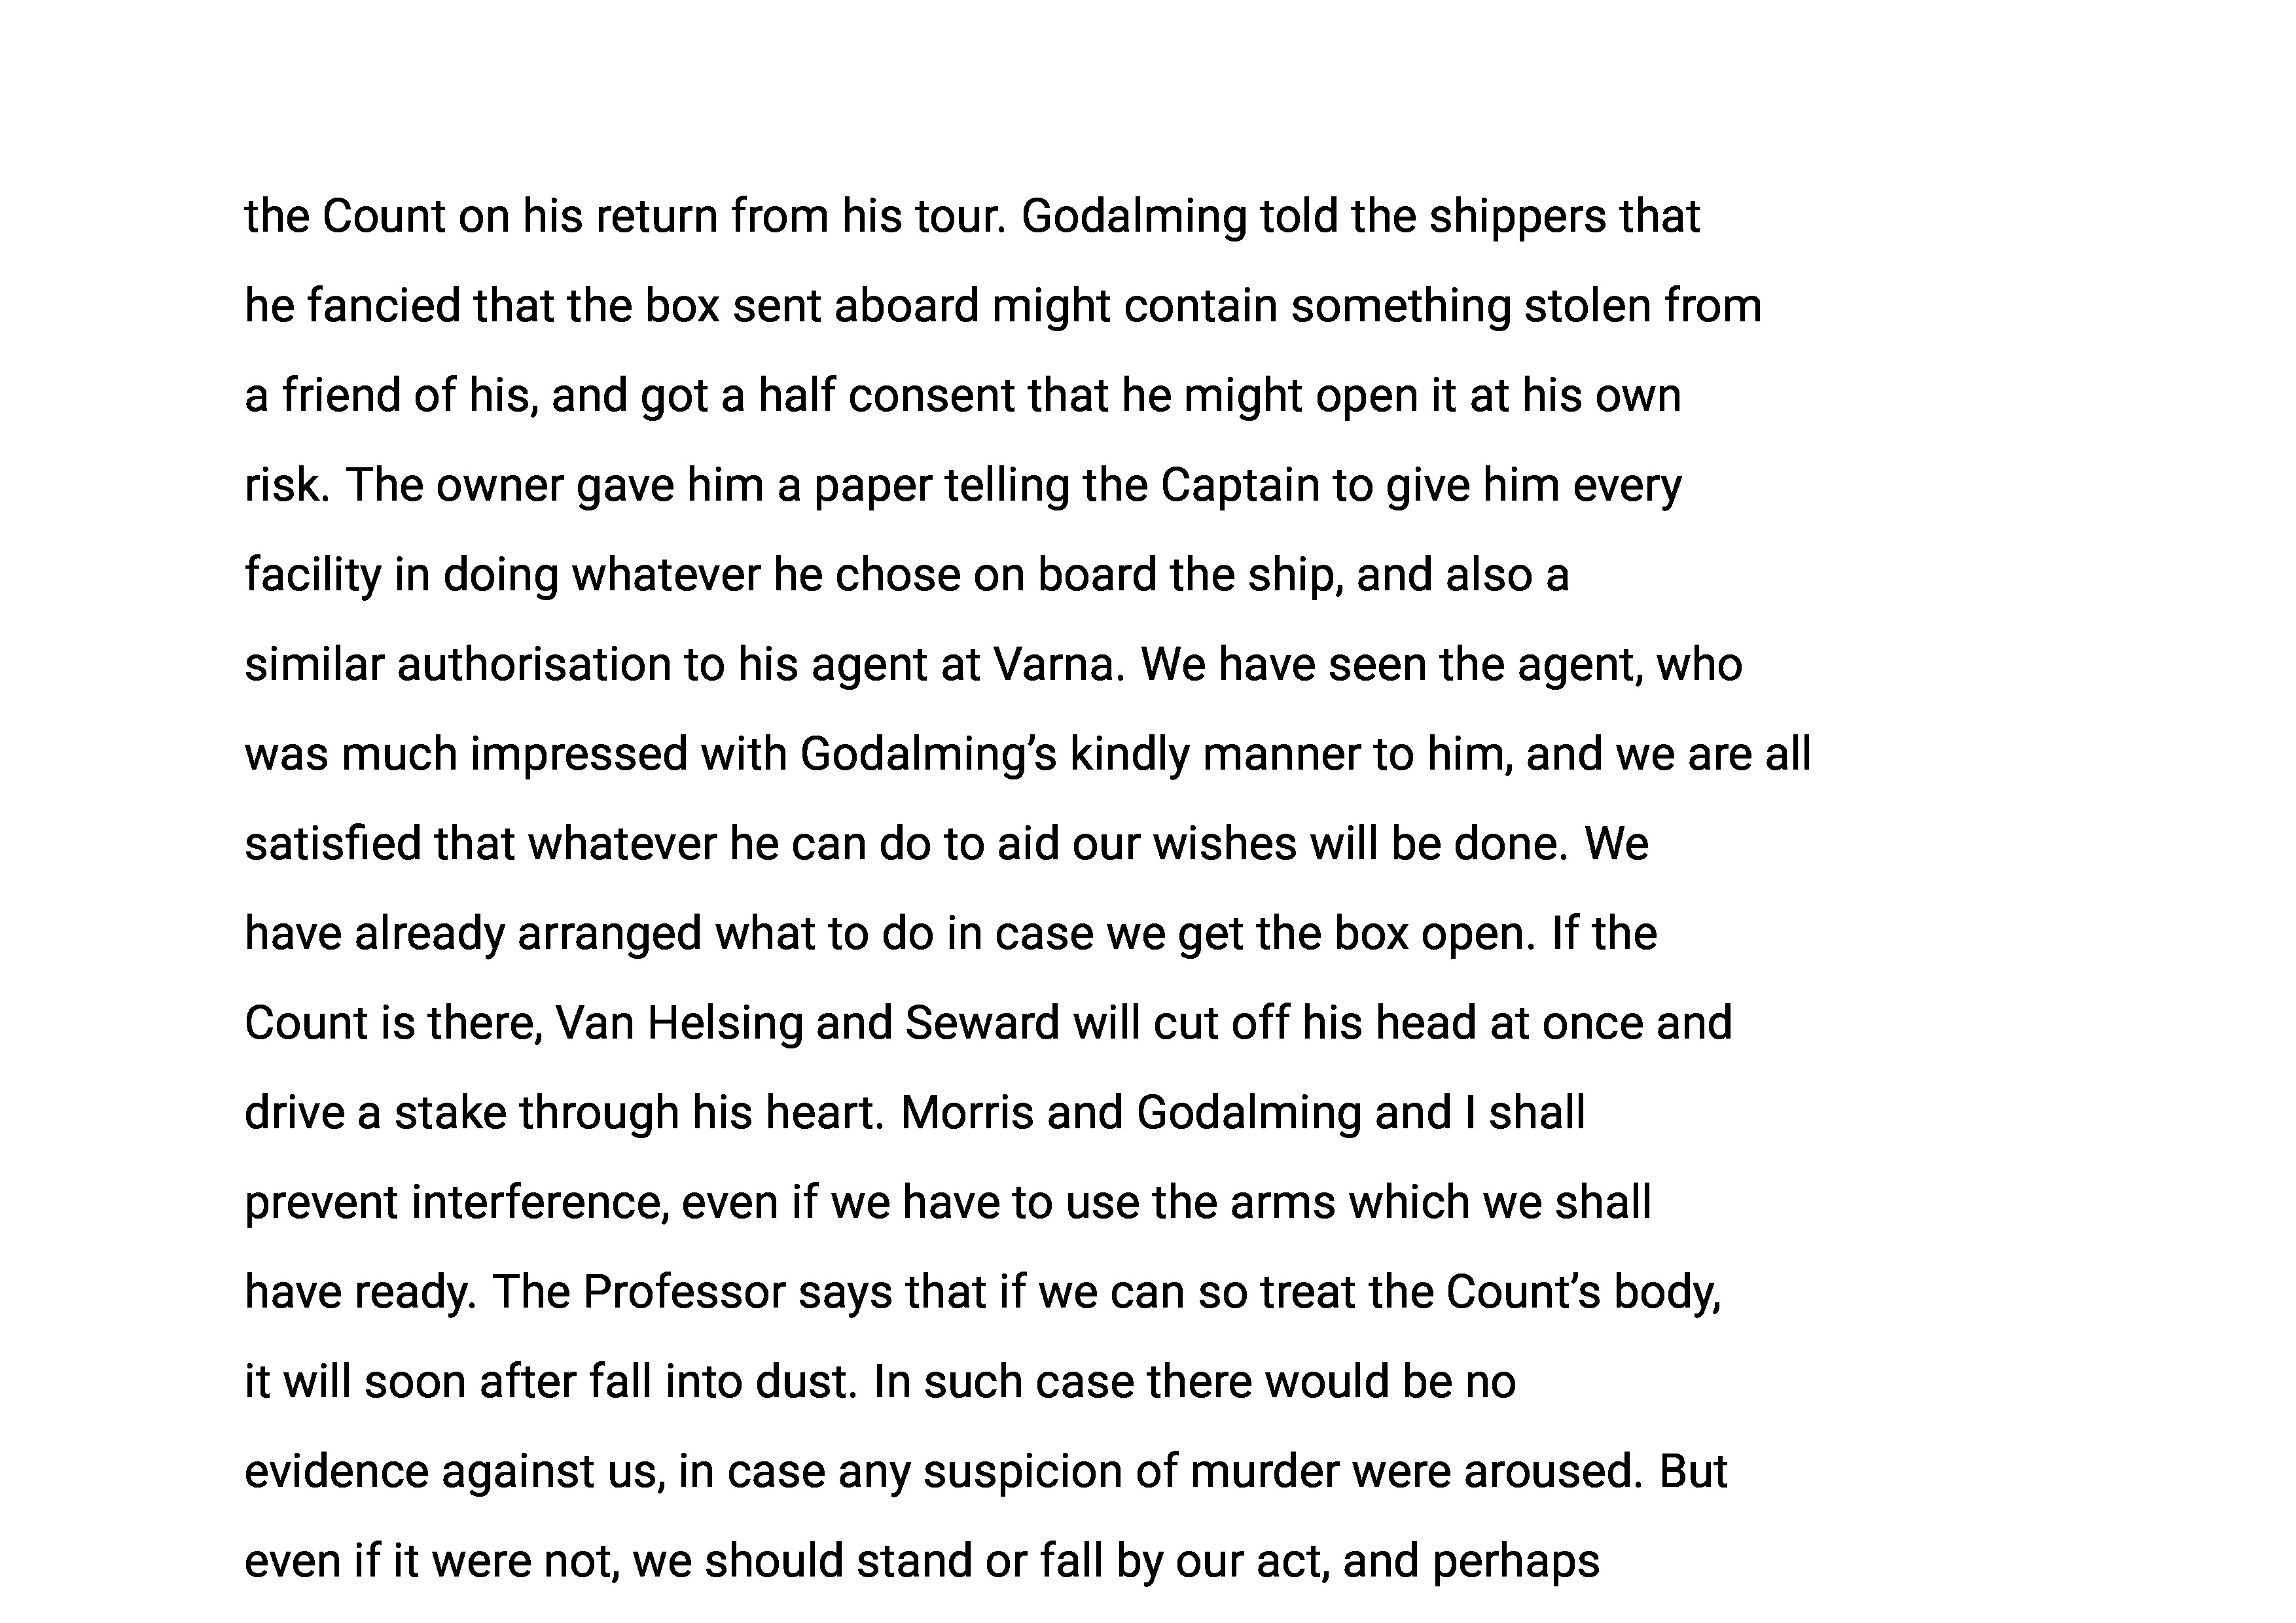 the Count on his return from his tour. Godalming told the shippers that
he fancied that the box sent aboard might contain something stolen from
a friend of his, and got a half consent that he might open it at his own
risk. The owner gave him a paper telling the Captain to give him every
facility in doing whatever he chose on board the ship, and also a
similar authorisation to his agent at Varna. We have seen the agent, who
was much impressed with Godalming’s kindly manner to him, and we are all
satisfied that whatever he can do to aid our wishes will be done. We
have already arranged what to do in case we get the box open. If the
Count is there, Van Helsing and Seward will cut off his head at once and
drive a stake through his heart. Morris and Godalming and I shall
prevent interference, even if we have to use the arms which we shall
have ready. The Professor says that if we can so treat the Count’s body,
it will soon after fall into dust. In such case there would be no
evidence against us, in case any suspicion of murder were aroused. But
even if it were not, we should stand or fall by our act, and perhaps